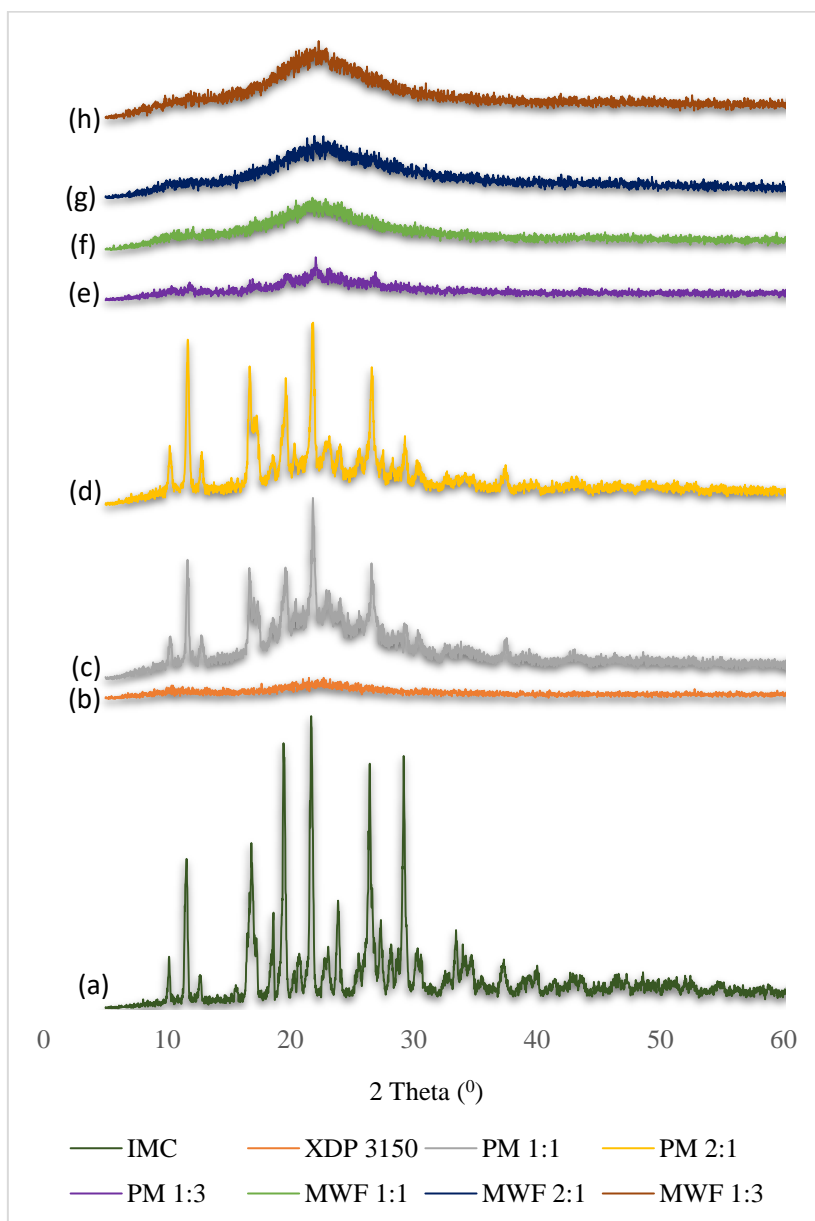 (h)
(g)
(f)
(e)
(d)
(c)
(b)
(a)
0 10 20 30 40 50 60
2 Theta (⁰)
IMC XDP 3150 PM 1:1 PM 2:1
PM 1:3 MWF 1:1 MWF 2:1 MWF 1:3